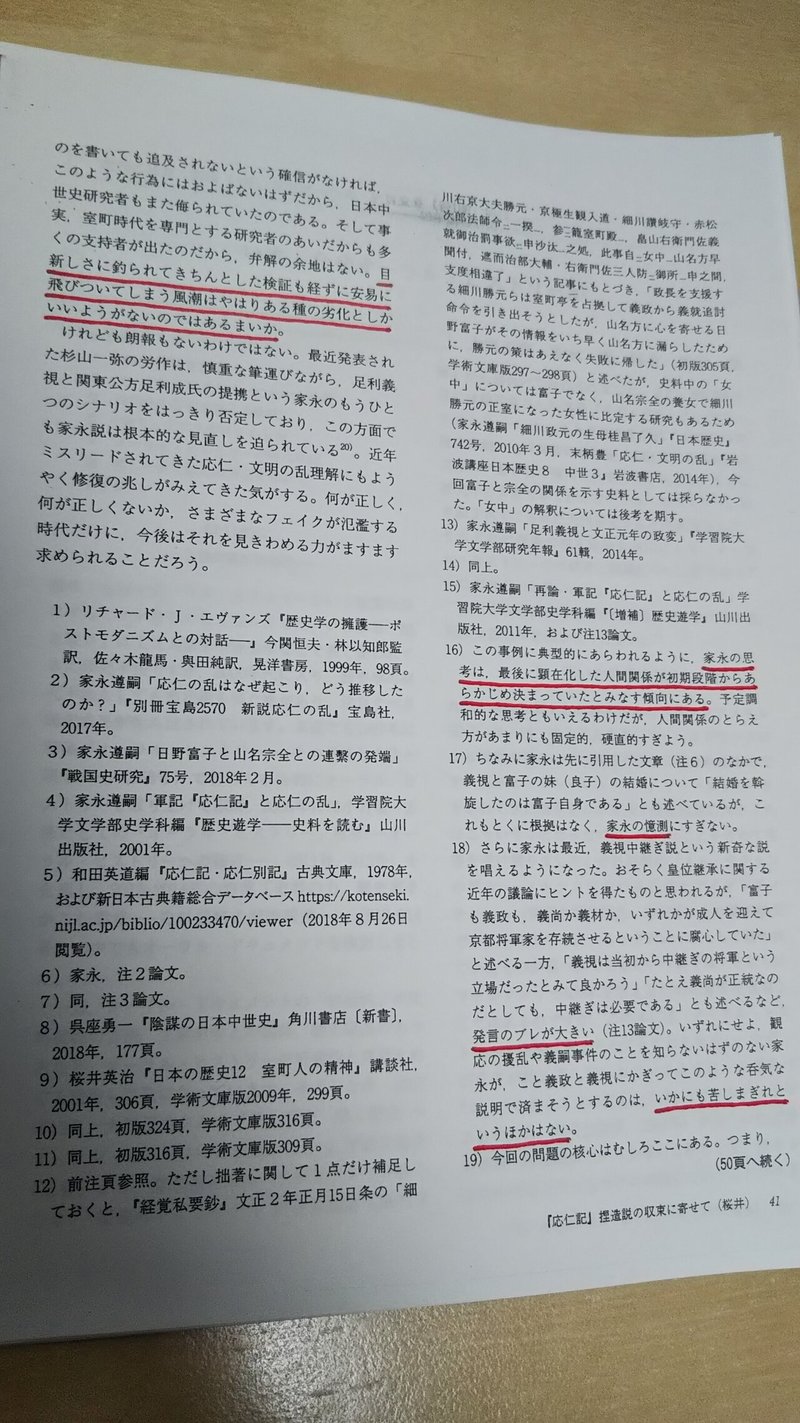 のを書いても追及されないという確信がなければ,
このような行為にはおよばないはずだから，日本中
世史研究者もまた侮られていたのである。そして事
実，室町時代を専門とする研究者のあいだからも多
くの支持者が出たのだから，弁解の余地はない。目
新しさに釣られてきちんとした検証も経ずに安易に
飛びついてしまう風潮はやはりある種の劣化としか
いいようがないのではあるまいか。
けれども朗報もないわけではない。最近発表され
た杉山一弥の労作は，慎重な筆運びながら，足利義
視と関東公方足利成氏の提携という家永のもうひと
つのシナリオをはっきり否定しており，この方面で
も家永説は根本的な見直しを迫られている20)。近年
ミスリードされてきた応仁・文明の乱理解にもよう
やく修復の兆しがみえてきた気がする。何が正しく，
何が正しくないか，さまざまなフェイクが氾濫する
時代だけに，今後はそれを見きわめる力がますます
求められることだろう。
1）リチャード・J・エヴァンズ『歴史学の擁護──ポ
ストモダニズムとの対話──』今関恒夫・林以知郎監
訳，佐々木龍馬・與田純訳，晃洋書房，1999年，98頁。
2）家永遵嗣「応仁の乱はなぜ起こり，どう推移した
のか？」『別冊宝島2570　新説応仁の乱』宝島社，
2017年。
3）家永遵嗣「日野富子と山名宗全との連繫の発端」
『戦国史研究』75号，2018年２月。
4）家永遵嗣「軍記『応仁記』と応仁の乱」，学習院大
学文学部史学科編『歴史遊学──史料を読む』山川
出版社，2001年。
5）和田英道編『応仁記・応仁別記』古典文庫，1978年，
および新日本古典籍総合データベースhttps://kotenseki.
nijl.ac.jp/biblio/100233470/viewer（2018年８月26日
閲覧）。
6）家永，注２論文。
7）同，注３論文。
8）呉座勇一『陰謀の日本中世史』角川書店〔新書〕，
2018年，177頁。
9）桜井英治『日本の歴史12　室町人の精神』講談社，
2001年，306頁，学術文庫版2009年，299頁。
10）同上，初版324頁，学術文庫版316頁。
11）同上，初版316頁，学術文庫版309頁。
12）前注頁参照。ただし拙著に関して１点だけ補足し
ておくと，『経覚私要鈔』文正２年正月15日条の「細
川右京大夫勝元・京極生観入道・細川讃岐守・赤松
次郎法師令二一揆一，参二籠室町殿一，畠山右衛門佐義
就御治罰事欲二申沙汰一之処，此事自二女中一山名方早
聞付，遮而治部大輔・右衛門佐三人防二御所一申之間，
支度相違了」という記事にもとづき，「政長を支援す
る細川勝元らは室町亭を占拠して義政から義就追討
命令を引き出そうとしたが，山名方に心を寄せる日
野富子がその情報をいち早く山名方に漏らしたため
に，勝元の策はあえなく失敗に帰した」（初版305頁，
学術文庫版297～298頁）と述べたが，史料中の「女
中」については富子でなく，山名宗全の養女で細川
勝元の正室になった女性に比定する研究もあるため
（家永遵嗣「細川政元の生母桂昌了久」『日本歴史』
742号，2010年３月，末柄豊「応仁・文明の乱」『岩
波講座日本歴史８　中世３』岩波書店，2014年），今
回富子と宗全の関係を示す史料としては採らなかっ
た。「女中」の解釈については後考を期す。
13）家永遵嗣「足利義視と文正元年の政変」『学習院大
学文学部研究年報』61輯，2014年。
14）同上。
15）家永遵嗣「再論・軍記『応仁記』と応仁の乱」学
習院大学文学部史学科編『〔増補〕歴史遊学』山川出
版社，2011年，および注13論文。
16）この事例に典型的にあらわれるように，家永の思
考は，最後に顕在化した人間関係が初期段階からあ
らかじめ決まっていたとみなす傾向にある。予定調
和的な思考ともいえるわけだが，人間関係のとらえ
方があまりにも固定的，硬直的すぎよう。
17）ちなみに家永は先に引用した文章（注６）のなかで，
義視と富子の妹（良子）の結婚について「結婚を斡
旋したのは富子自身である」とも述べているが，こ
れもとくに根拠はなく，家永の憶測にすぎない。
18）さらに家永は最近，義視中継ぎ説という新奇な説
を唱えるようになった。おそらく皇位継承に関する
近年の議論にヒントを得たものと思われるが，「富子
も義政も，義尚か義材か，いずれかが成人を迎えて
京都将軍家を存続させるということに腐心していた」
と述べる一方，「義視は当初から中継ぎの将軍という
立場だったとみて良かろう」「たとえ義尚が正統なの
だとしても，中継ぎは必要である」とも述べるなど，
発言のブレが大きい（注13論文）。いずれにせよ，観
応の擾乱や義嗣事件のことを知らないはずのない家
永が，こと義政と義視にかぎってこのような呑気な
説明で済まそうとするのは，いかにも苦しまぎれと
いうほかはない。
19）今回の問題の核心はむしろここにある。つまり，
（50頁へ続く）
『応仁記』捏造説の収束に寄せて（桜井）　41